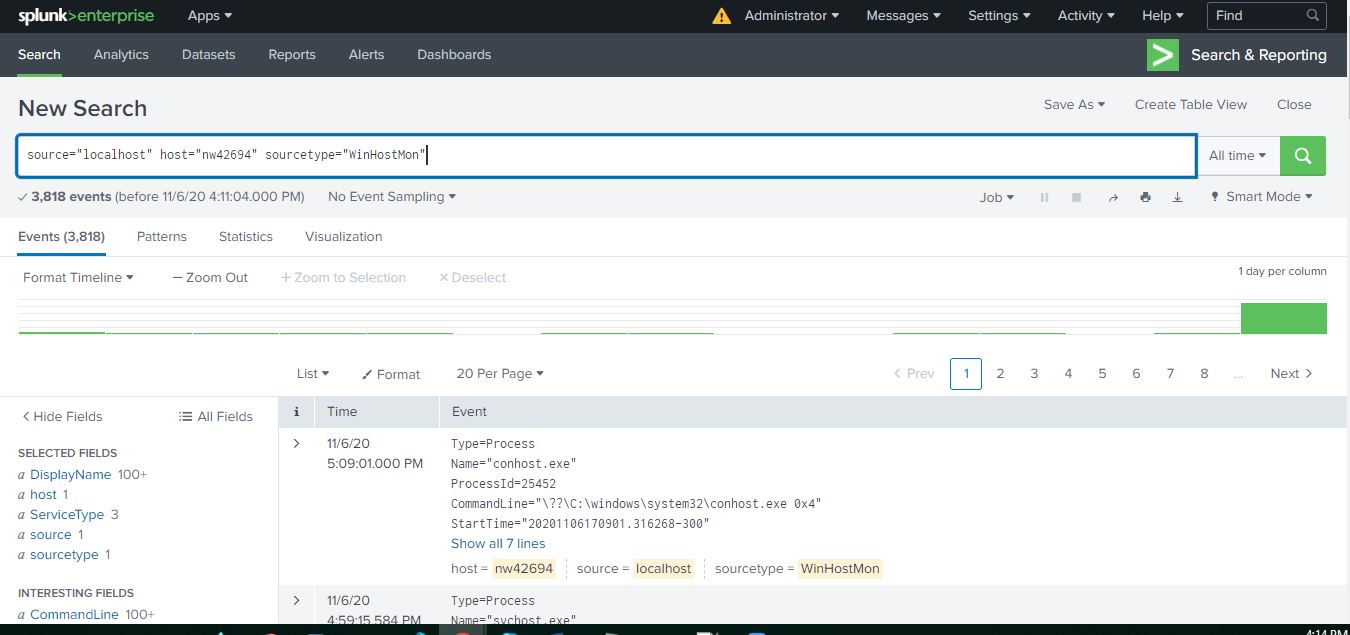 splunk>enterprise Apps Administrator Messages Settings Activity Help Find
Search Analytics Datasets Reports Alerts Dashboards Search & Reporting
New Search Save As Create Table View Close
source="localhost" host="nw42694" sourcetype="WinHostMon" All time
3,818 events (before 11/6/20 4:11:04.000 PM) No Event Sampling Job Smart Mode
Events (3,818) Patterns Statistics Visualization
Format Timeline — Zoom Out + Zoom to Selection × Deselect 1 day per column
List Format 20 Per Page < Prev 1 2 3 4 5 6 7 8 ... Next >
< Hide Fields All Fields i Time Event
SELECTED FIELDS
a DisplayName 100+
a host 1
a ServiceType 3
a source 1
a sourcetype 1
INTERESTING FIELDS
a CommandLine 100+
> 11/6/20
5:09:01.000 PM
Type=Process
Name="conhost.exe"
ProcessId=25452
CommandLine="\??\C:\windows\system32\conhost.exe 0x4"
StartTime="20201106170901.316268-300"
Show all 7 lines
host = nw42694 source = localhost sourcetype = WinHostMon
> 11/6/20
4:59:15.584 PM
Type=Process
Name="svchost.exe"
4:14 PM